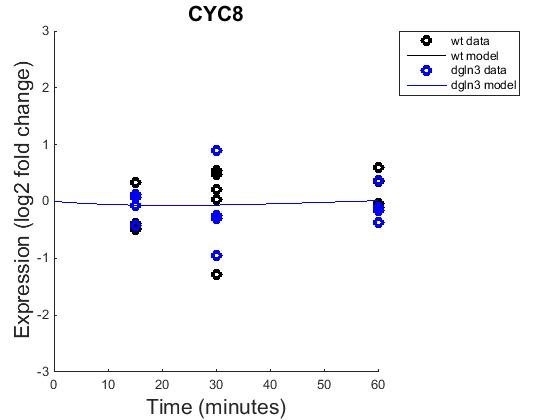 CYC8
3
2
1
0
-1
-2
-3
0
10
20
30
40
50
60
Expression (log2 fold change)
Time (minutes)
wt data
wt model
dgln3 data
dgln3 model